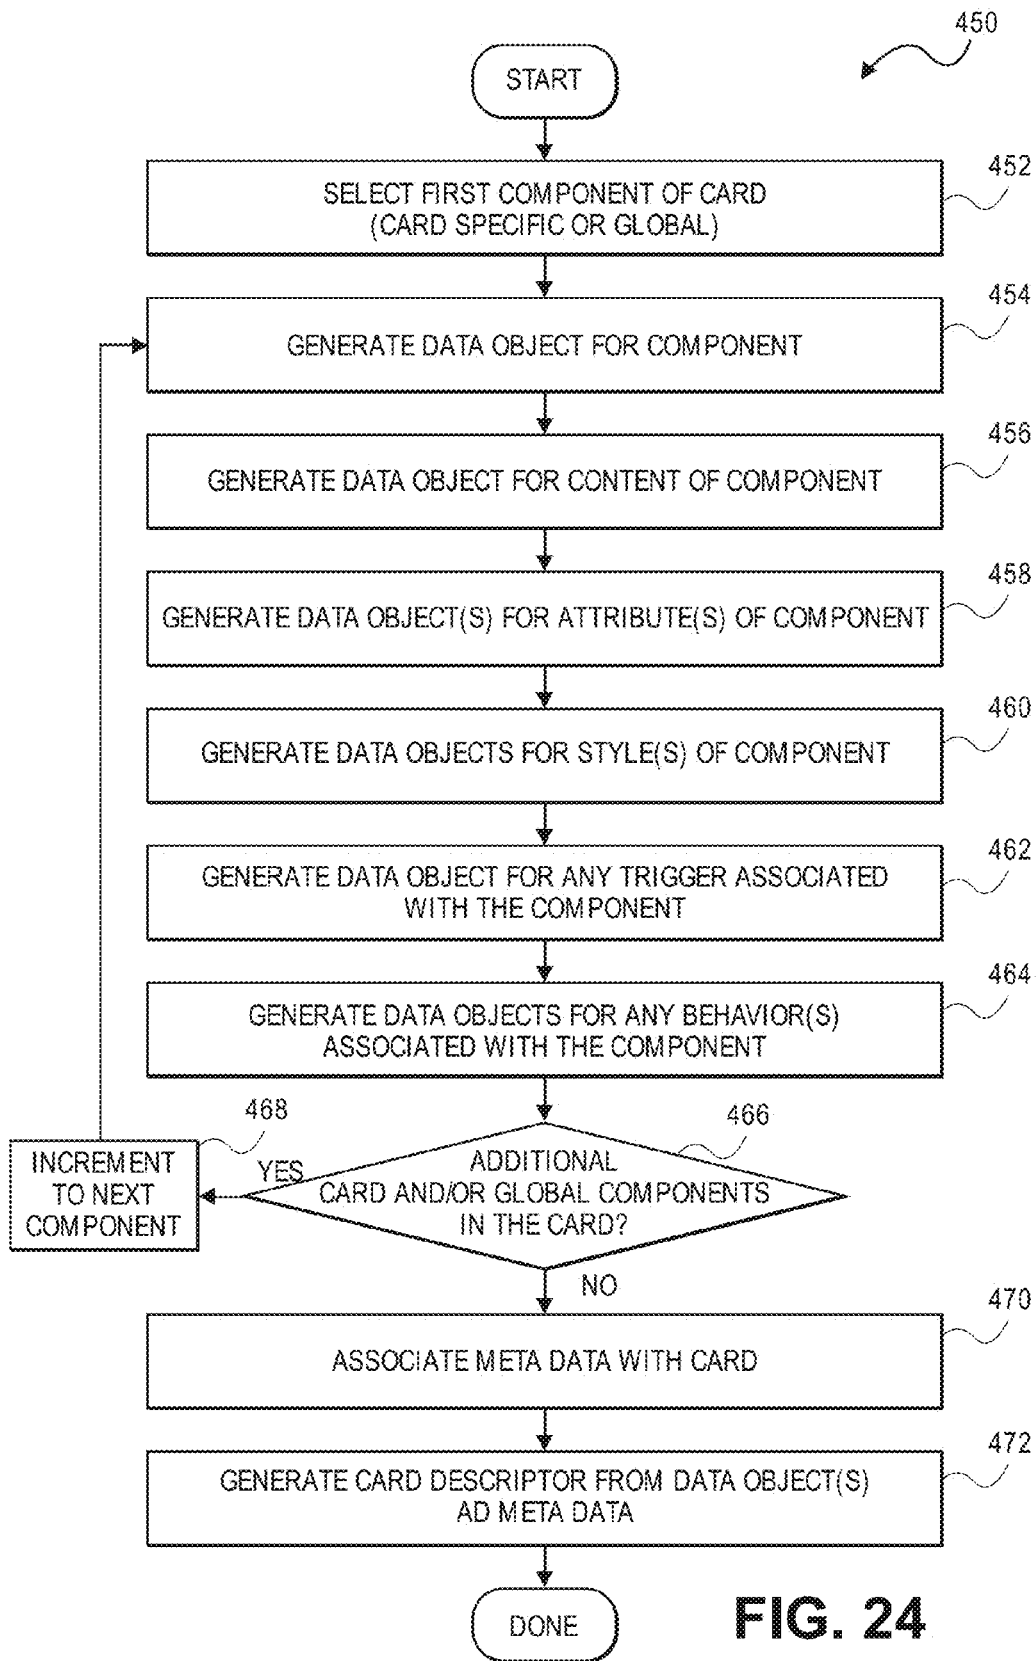 450
START
452
SELECT FIRST COMPONENT OF CARD
(CARD SPECIFIC OR GLOBAL)
454
GENERATE DATA OBJECT FOR COMPONENT
456
GENERATE DATA OBJECT FOR CONTENT OF COMPONENT
458
GENERATE DATA OBJECT(S) FOR ATTRIBUTE(S) OF COMPONENT
460
GENERATE DATA OBJECTS FOR STYLE(S) OF COMPONENT
462
GENERATE DATA OBJECT FOR ANY TRIGGER ASSOCIATED
WITH THE COMPONENT
464
GENERATE DATA OBJECTS FOR ANY BEHAVIOR(S)
ASSOCIATED WITH THE COMPONENT
468
466
INCREMENT
TO NEXT
COMPONENT
YES
ADDITIONAL
CARD AND/OR GLOBAL COMPONENTS
IN THE CARD?
NO
470
ASSOCIATE META DATA WITH CARD
472
GENERATE CARD DESCRIPTOR FROM DATA OBJECT(S)
AD META DATA
DONE
FIG. 24